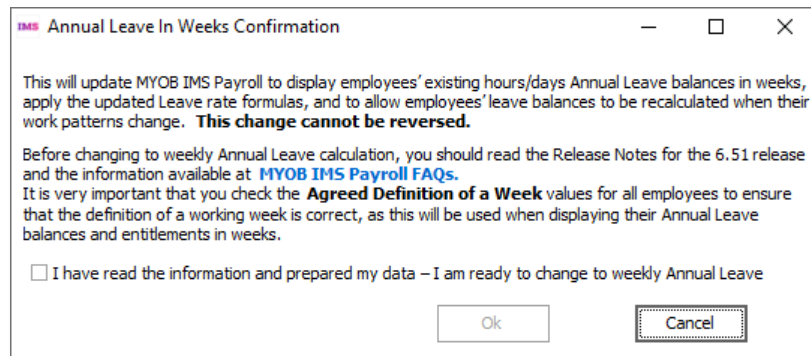 IMS Annual Leave In Weeks Confirmation
This will update MYOB IMS Payroll to display employees' existing hours/days Annual Leave balances in weeks,
apply the updated Leave rate formulas, and to allow employees' leave balances to be recalculated when their
work patterns change. This change cannot be reversed.
Before changing to weekly Annual Leave calculation, you should read the Release Notes for the 6.51 release
and the information available at MYOB IMS Payroll FAQs.
It is very important that you check the Agreed Definition of a Week values for all employees to ensure
that the definition of a working week is correct, as this will be used when displaying their Annual Leave
balances and entitlements in weeks.
I have read the information and prepared my data – I am ready to change to weekly Annual Leave
Ok Cancel